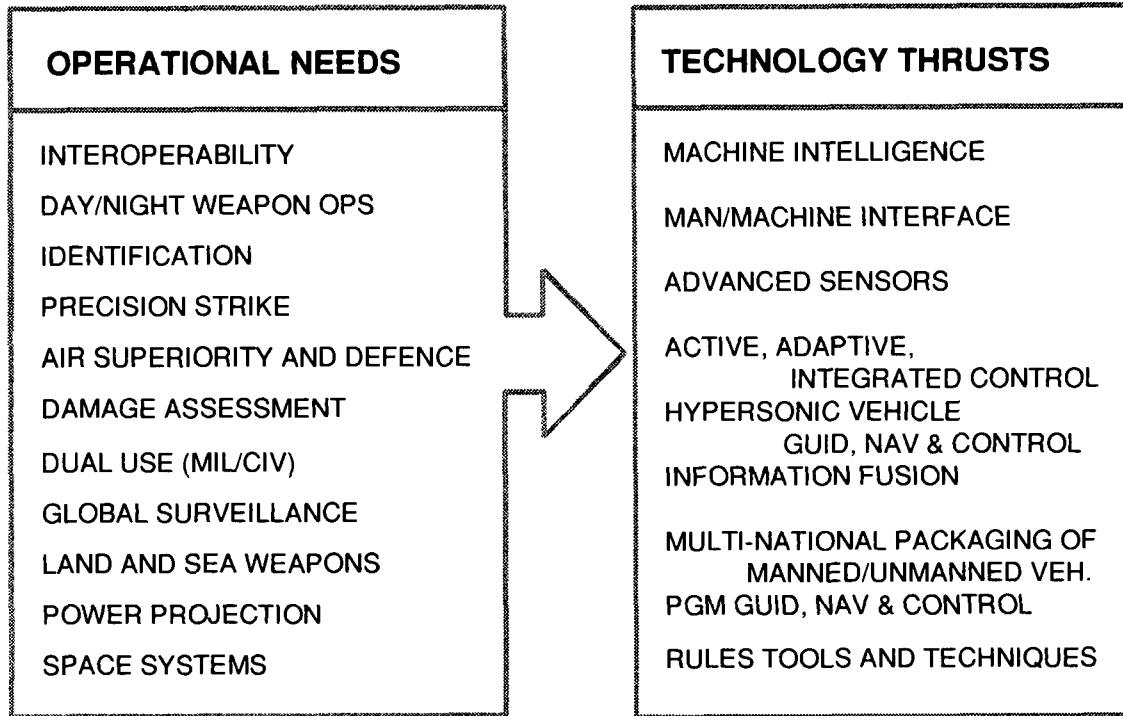 OPERATIONAL NEEDS
INTEROPERABILITY
DAY/NIGHT WEAPON OPS
IDENTIFICATION
PRECISION STRIKE
AIR SUPERIORITY AND DEFENCE
DAMAGE ASSESSMENT
DUAL USE (MIL/CIV)
GLOBAL SURVEILLANCE
LAND AND SEA WEAPONS
POWER PROJECTION
SPACE SYSTEMS
TECHNOLOGY THRUSTS
MACHINE INTELLIGENCE
MAN/MACHINE INTERFACE
ADVANCED SENSORS
ACTIVE, ADAPTIVE,
INTEGRATED CONTROL
HYPERSONIC VEHICLE
GUID, NAV & CONTROL
INFORMATION FUSION
MULTI-NATIONAL PACKAGING OF
MANNED/UNMANNED VEH.
PGM GUID, NAV & CONTROL
RULES TOOLS AND TECHNIQUES